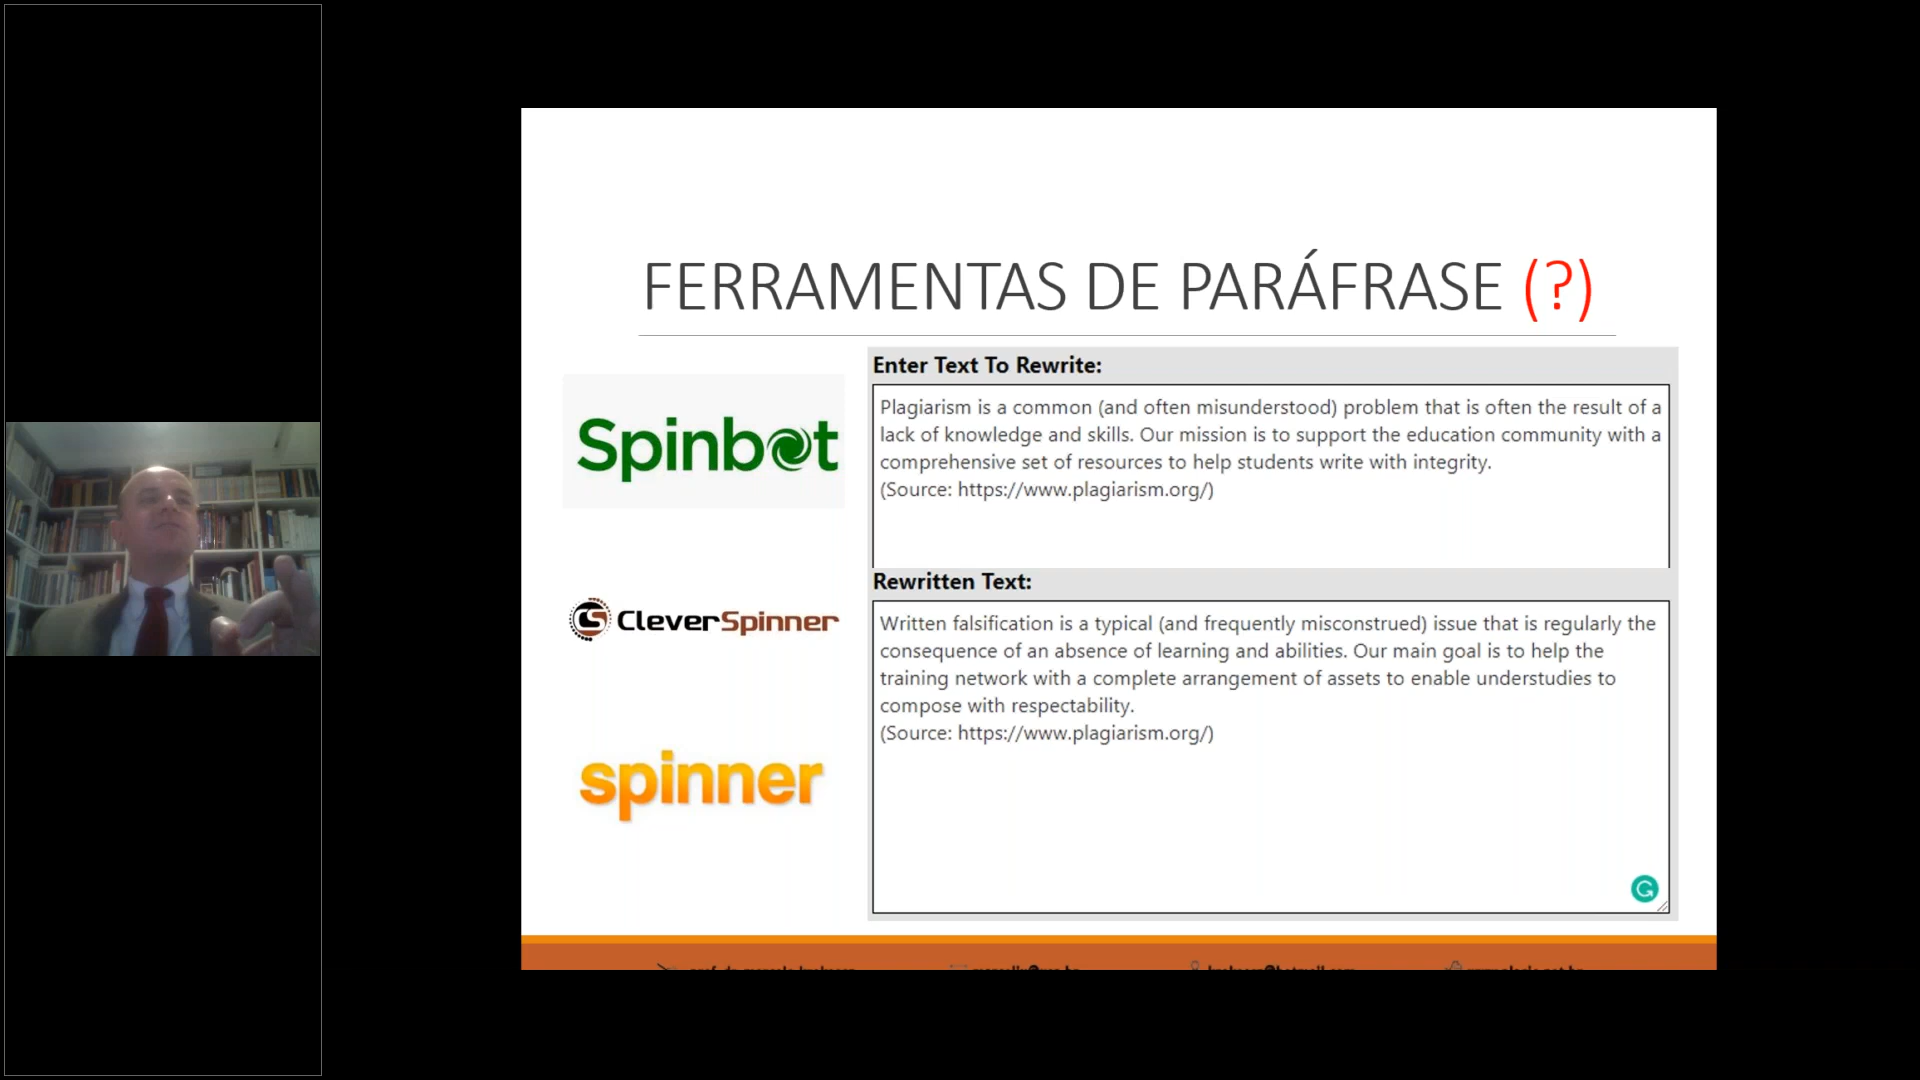 FERRAMENTAS DE PARÁFRASE (?)
Spinbot
CS CleverSpinner
spinner
Enter Text To Rewrite:
Plagiarism is a common (and often misunderstood) problem that is often the result of a
lack of knowledge and skills. Our mission is to support the education community with a
comprehensive set of resources to help students write with integrity.
(Source: https://www.plagiarism.org/)
Rewritten Text:
Written falsification is a typical (and frequently misconstrued) issue that is regularly the
consequence of an absence of learning and abilities. Our main goal is to help the
training network with a complete arrangement of assets to enable understudies to
compose with respectability.
(Source: https://www.plagiarism.org/)